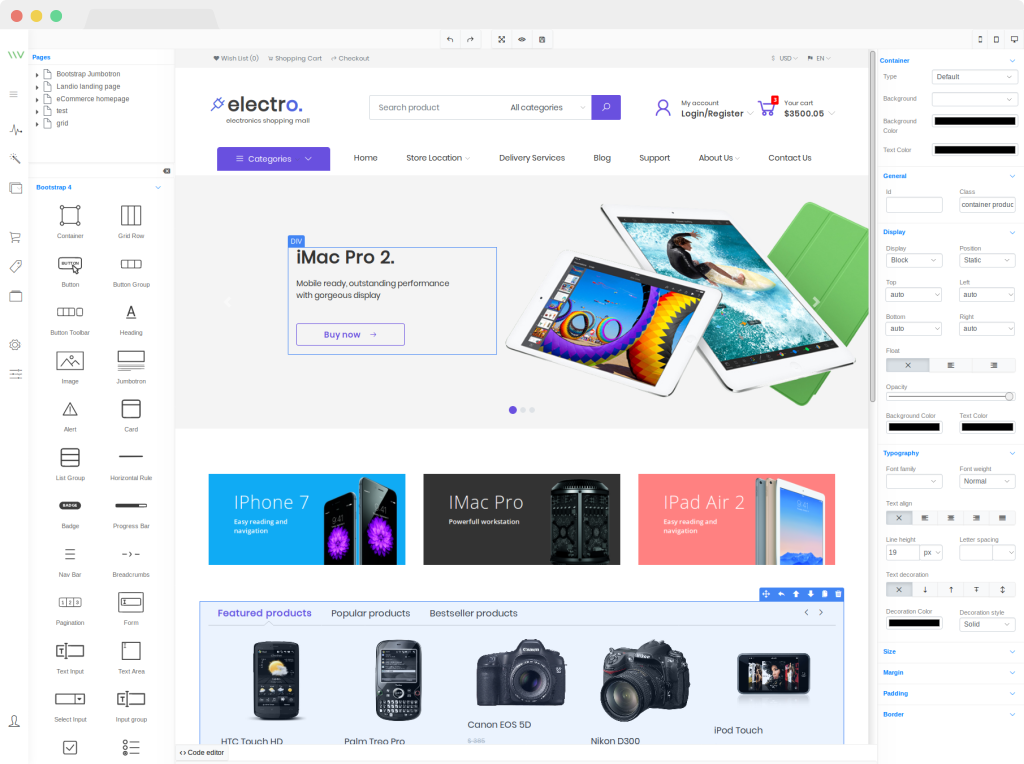 Pages
Bootstrap Jumbotron
Landio landing page
eCommerce homepage
test
grid
Bootstrap 4
Container
Grid Row
BUTTON
Button
Button Group
Button Toolbar
Heading
Image
Jumbotron
Alert
Card
List Group
Horizontal Rule
BADGE
Badge
Progress Bar
Nav Bar
Breadcrumbs
Pagination
Form
Text Input
Text Area
Select Input
Input group
Wish List (0)
Shopping Cart
Checkout
USD
EN
electro.
electronics shopping mall
Search product
All categories
My account
Login/Register
3
Your cart
$3500.05
Categories
Home
Store Location
Delivery Services
Blog
Support
About Us
Contact Us
DIV
iMac Pro 2.
Mobile ready, outstanding performance
with gorgeous display
Buy now
IPhone 7
Easy reading and
navigation
IMac Pro
Powerfull workstation
IPad Air 2
Easy reading and
navigation
Featured products
Popular products
Bestseller products
HTC Touch HD
Palm Treo Pro
Canon EOS 5D
Nikon D300
iPod Touch
Code editor
Container
Type
Default
Background
Background
Color
Text Color
General
Id
Class
container produc
Display
Display
Position
Block
Static
Top
Left
auto
auto
Bottom
Right
auto
auto
Float
Opacity
Background Color
Text Color
Typography
Font family
Font weight
Normal
Text align
Line height
Letter spacing
19
px
Text decoration
Decoration Color
Decoration style
Solid
Size
Margin
Padding
Border